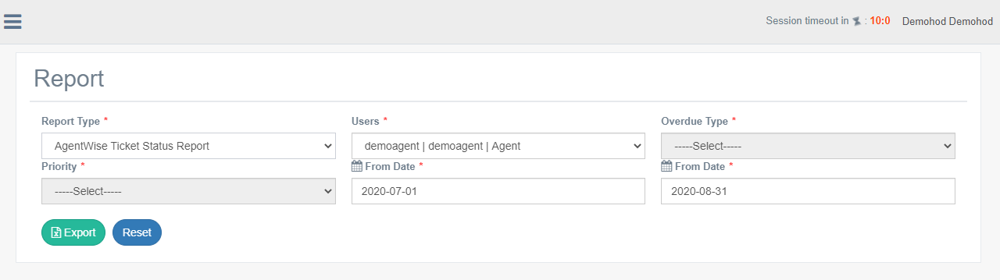 Session timeout in : 10:0 Demohod Demohod
Report
Report Type * Users * Overdue Type *
AgentWise Ticket Status Report demoagent | demoagent | Agent -----Select-----
Priority * From Date * From Date *
-----Select----- 2020-07-01 2020-08-31
Export Reset